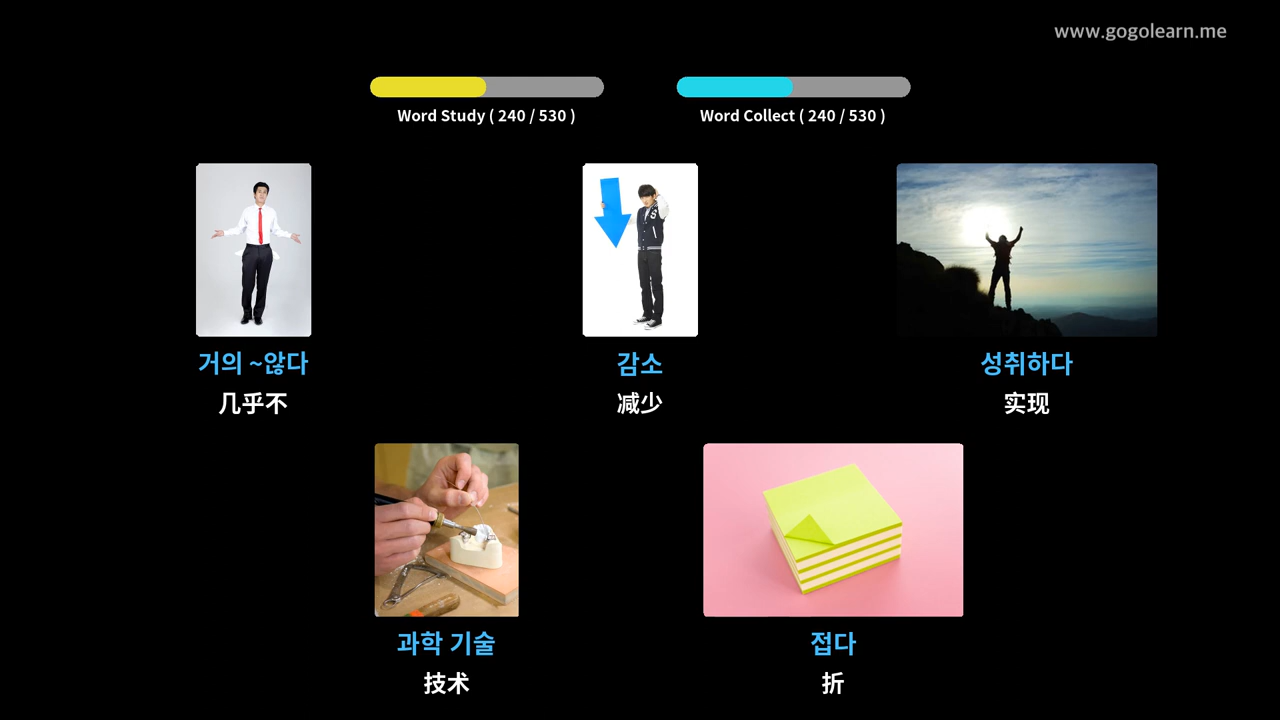 www.gogolearn.me
Word Study ( 240 / 530 )
Word Collect ( 240 / 530 )
거의 ~않다
几乎不
감소
减少
성취하다
实现
과학 기술
技术
접다
折